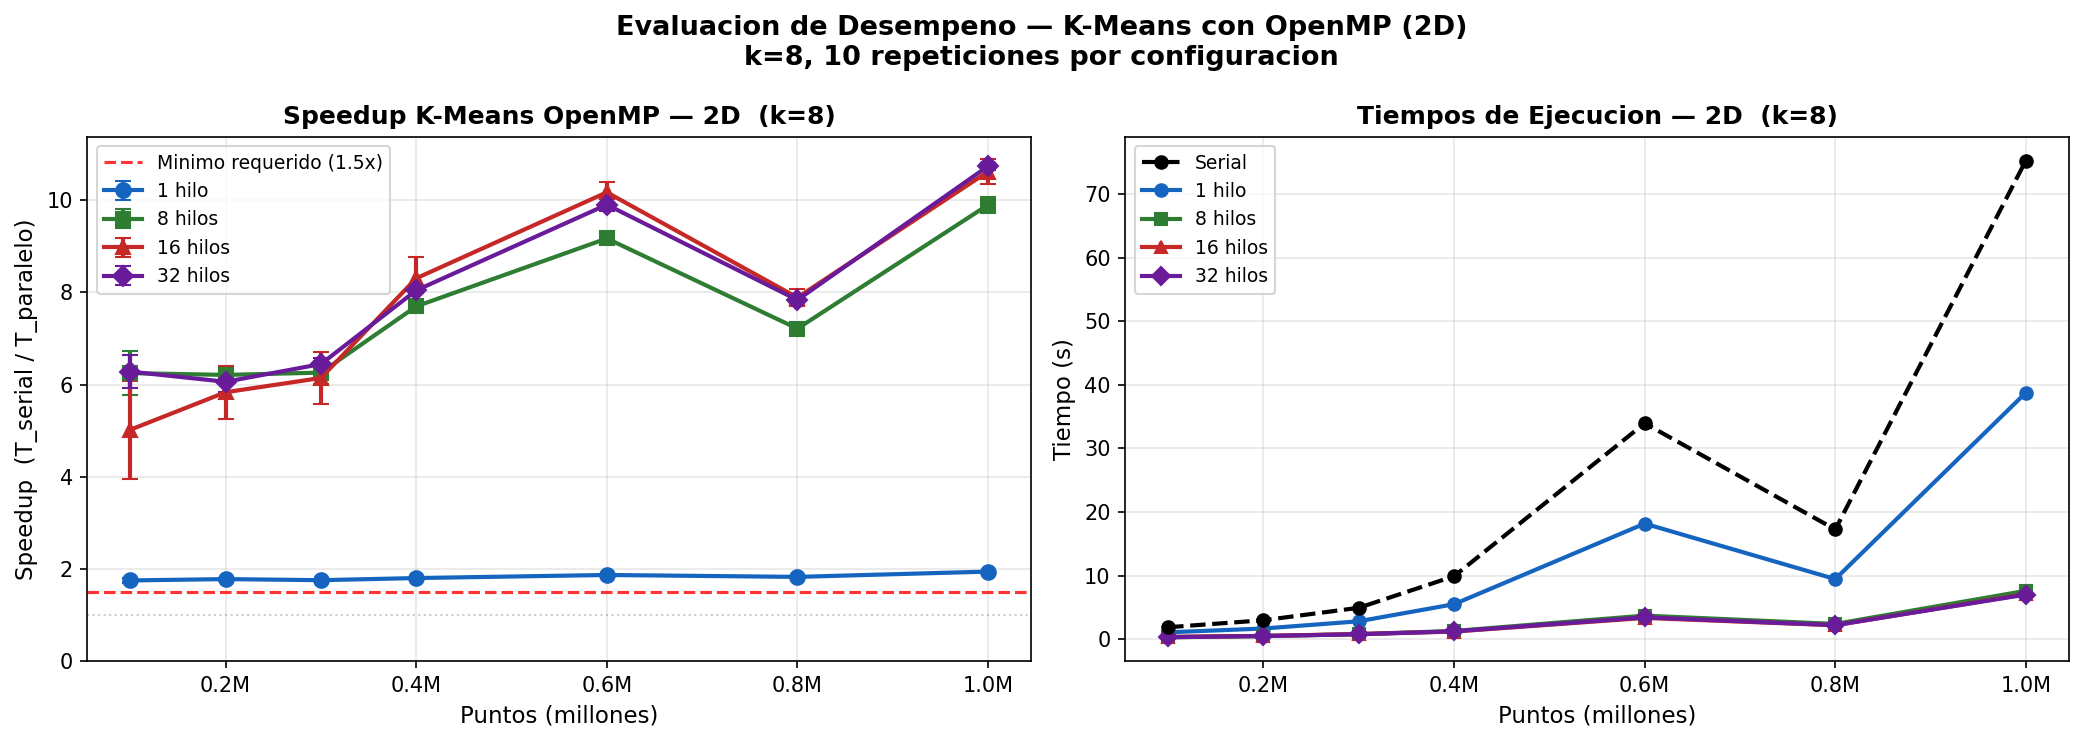 Evaluacion de Desempeno — K-Means con OpenMP (2D)
k=8, 10 repeticiones por configuracion
Speedup K-Means OpenMP — 2D  (k=8)
Speedup  (T_serial / T_paralelo)
10
8
6
4
2
0
Minimo requerido (1.5x)
1 hilo
8 hilos
16 hilos
32 hilos
0.2M
0.4M
0.6M
0.8M
1.0M
Puntos (millones)
Tiempos de Ejecucion — 2D  (k=8)
Tiempo (s)
70
60
50
40
30
20
10
0
Serial
1 hilo
8 hilos
16 hilos
32 hilos
0.2M
0.4M
0.6M
0.8M
1.0M
Puntos (millones)